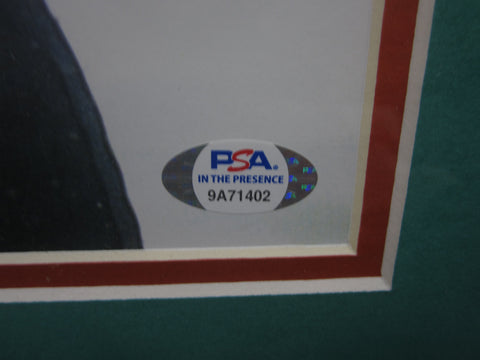 PSA
IN THE PRESENCE
9A71402